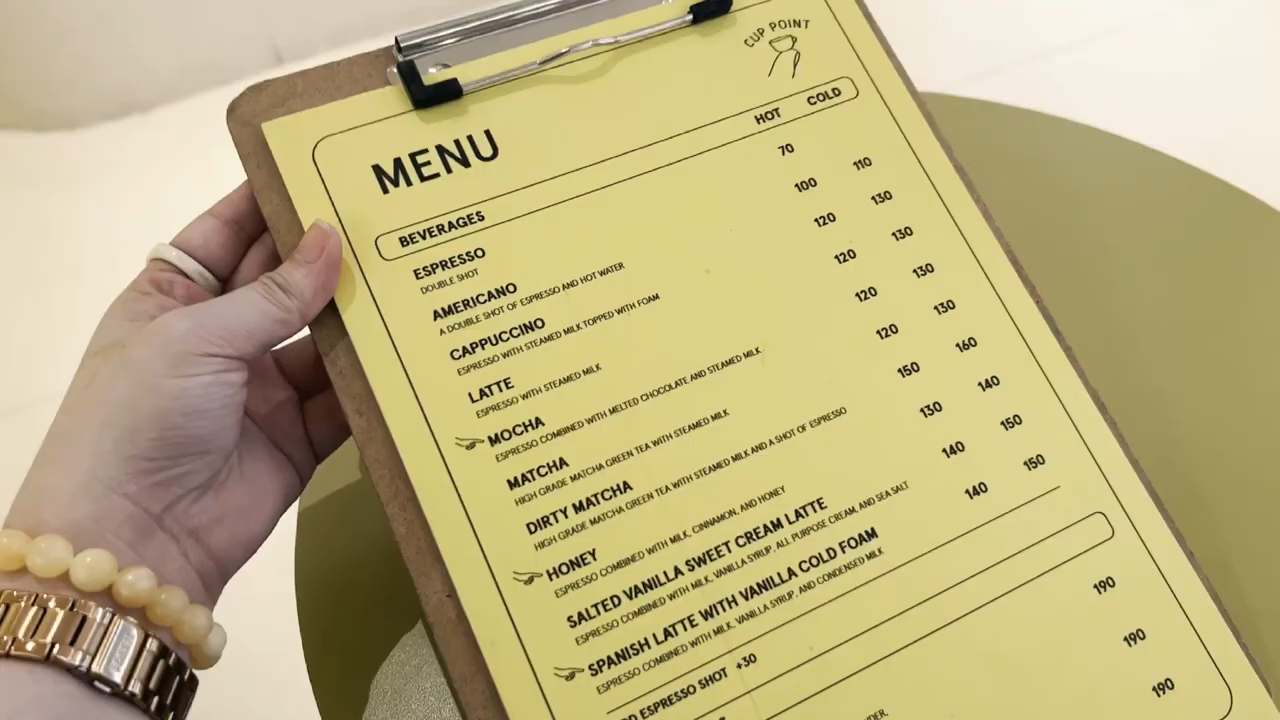 CUP POINT
MENU
HOT COLD
BEVERAGES
ESPRESSO 70
DOUBLE SHOT
AMERICANO 100 110
A DOUBLE SHOT OF ESPRESSO AND HOT WATER
CAPPUCCINO 120 130
ESPRESSO WITH STEAMED MILK TOPPED WITH FOAM
LATTE 120 130
ESPRESSO WITH STEAMED MILK
MOCHA 120 130
ESPRESSO COMBINED WITH MELTED CHOCOLATE AND STEAMED MILK
MATCHA 120 130
HIGH GRADE MATCHA GREEN TEA WITH STEAMED MILK
DIRTY MATCHA 150 160
HIGH GRADE MATCHA GREEN TEA WITH STEAMED MILK AND A SHOT OF ESPRESSO
HONEY 130 140
ESPRESSO COMBINED WITH MILK, CINNAMON, AND HONEY
SALTED VANILLA SWEET CREAM LATTE 140 150
ESPRESSO COMBINED WITH MILK, VANILLA SYRUP, ALL PURPOSE CREAM, AND SEA SALT
SPANISH LATTE WITH VANILLA COLD FOAM 140 150
ESPRESSO COMBINED WITH MILK, VANILLA SYRUP, AND CONDENSED MILK
ESPRESSO SHOT +30
190
190
190